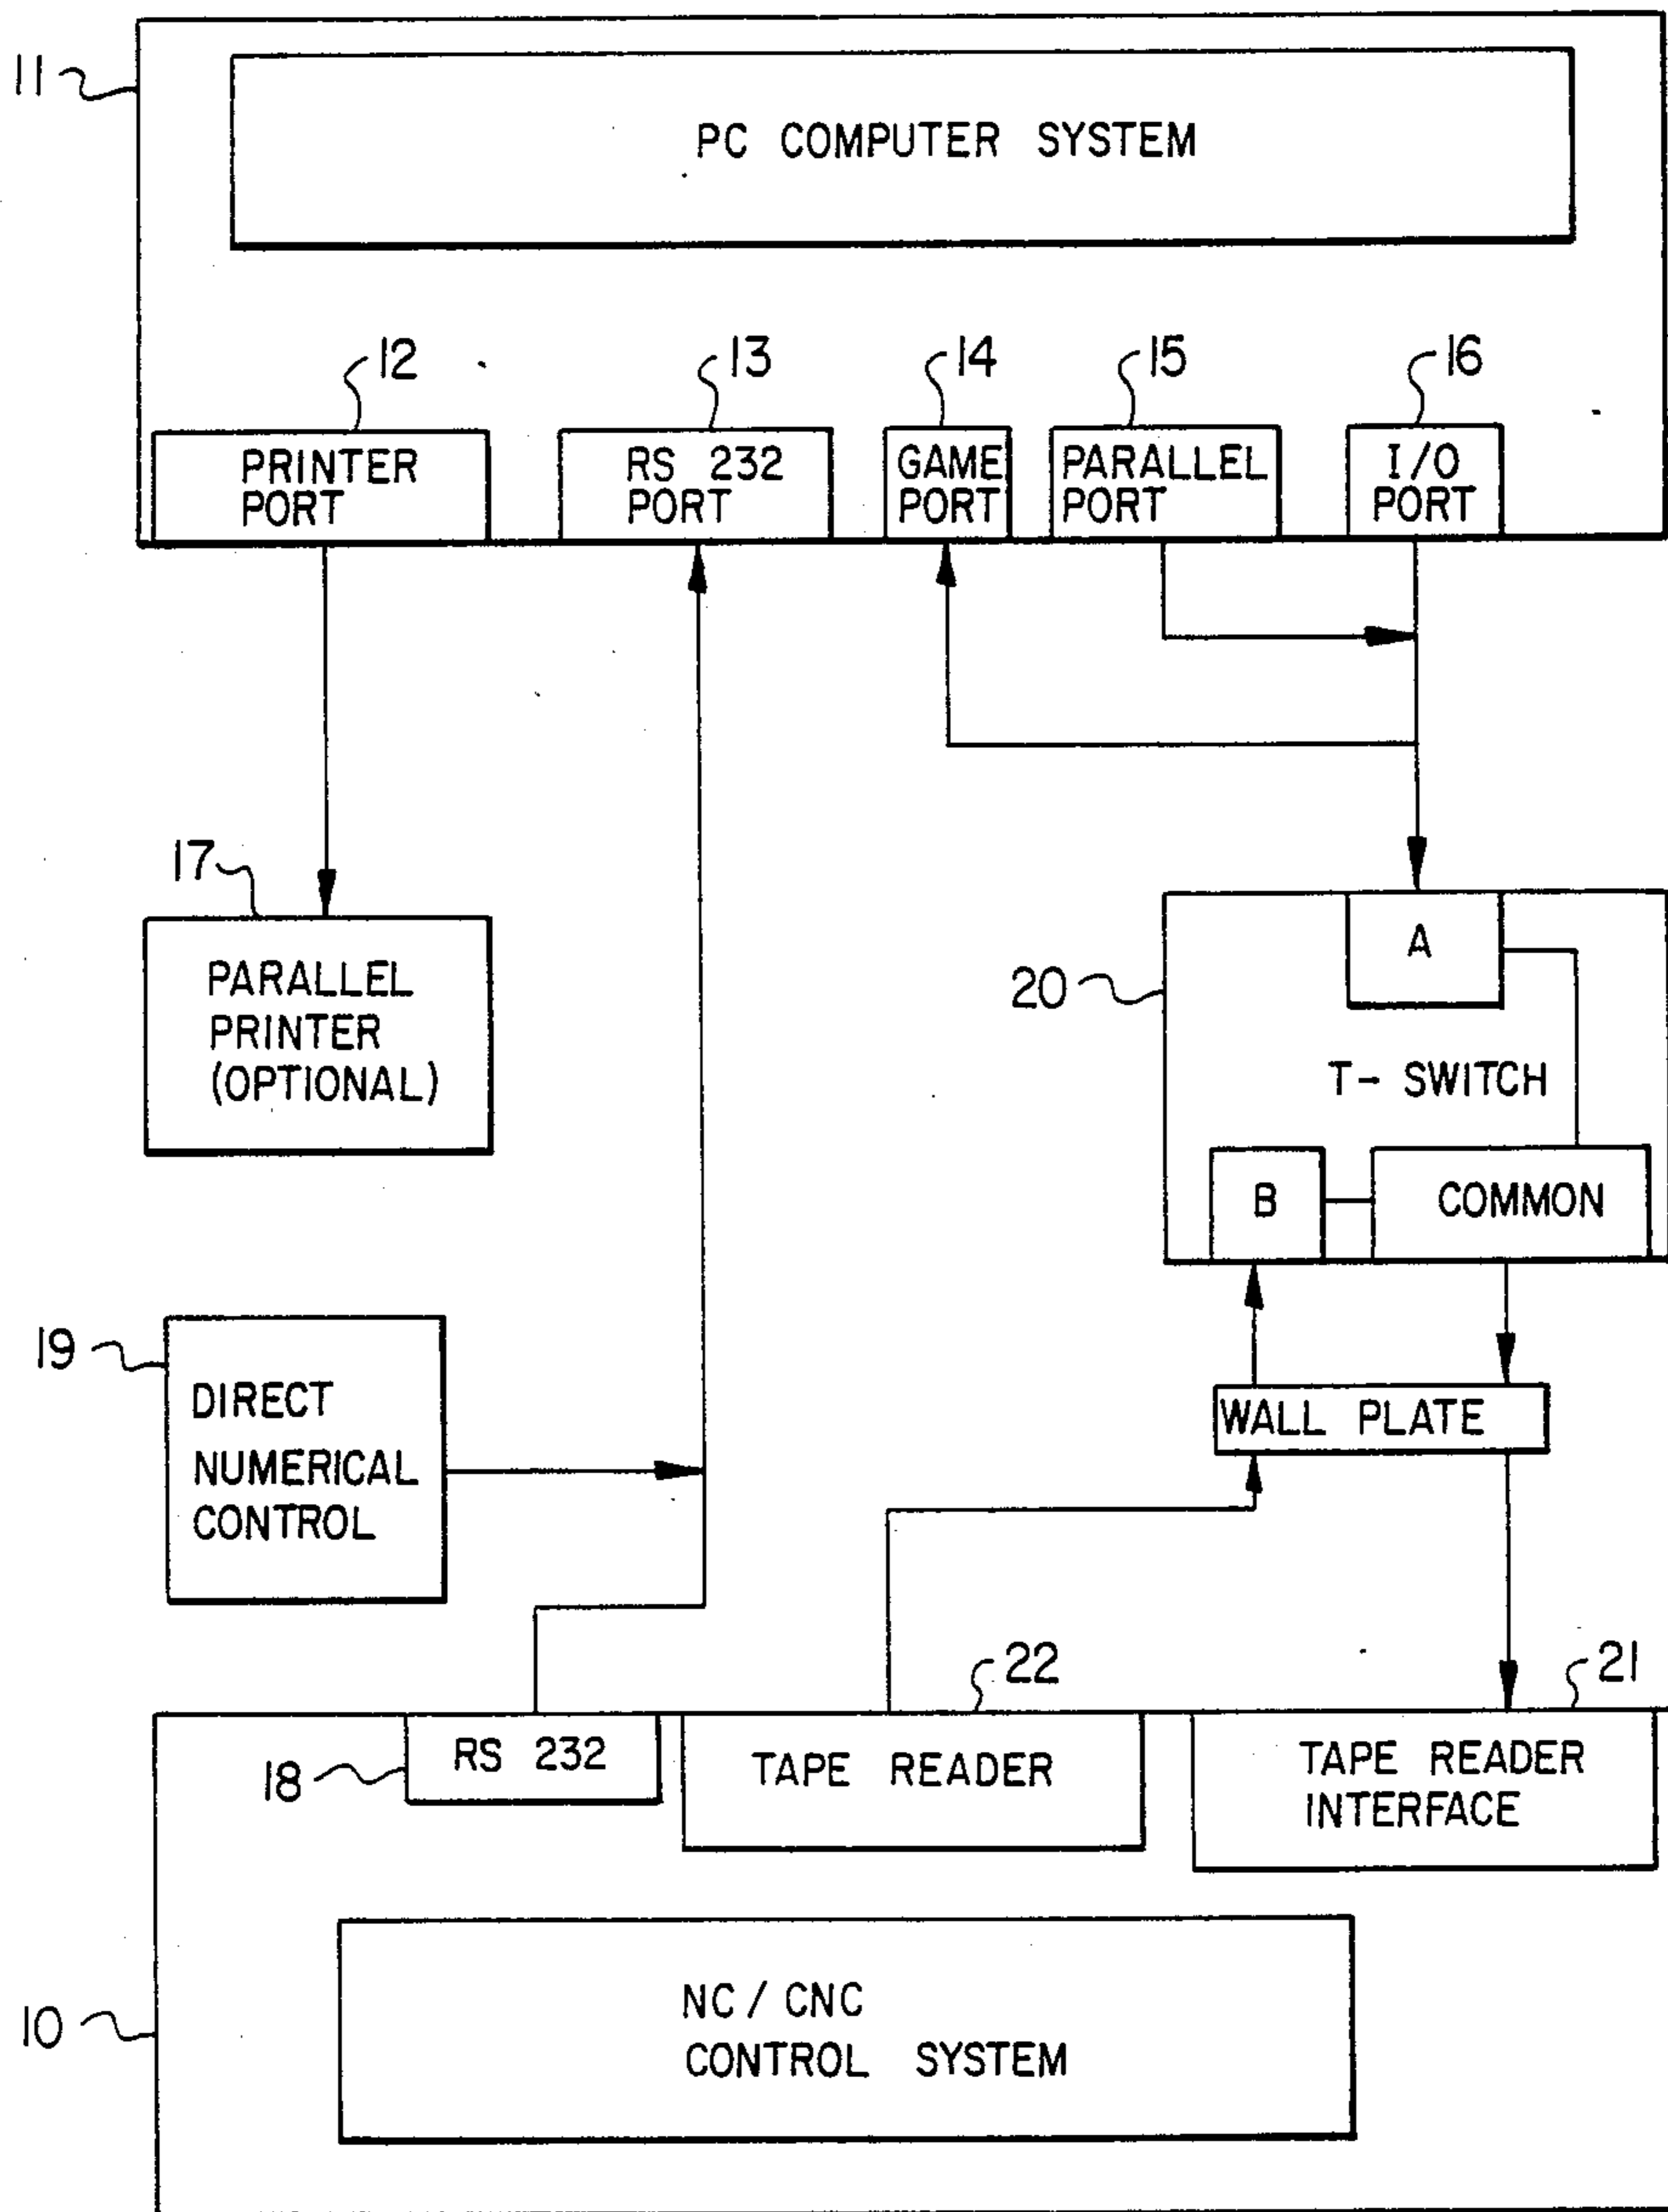 11
PC COMPUTER SYSTEM
12
13
14
15
16
PRINTER
PORT
RS 232
PORT
GAME
PORT
PARALLEL
PORT
I/O
PORT
17
PARALLEL
PRINTER
(OPTIONAL)
20
A
T- SWITCH
B
COMMON
19
DIRECT
NUMERICAL
CONTROL
WALL PLATE
22
21
18
RS 232
TAPE READER
TAPE READER
INTERFACE
10
NC / CNC
CONTROL SYSTEM